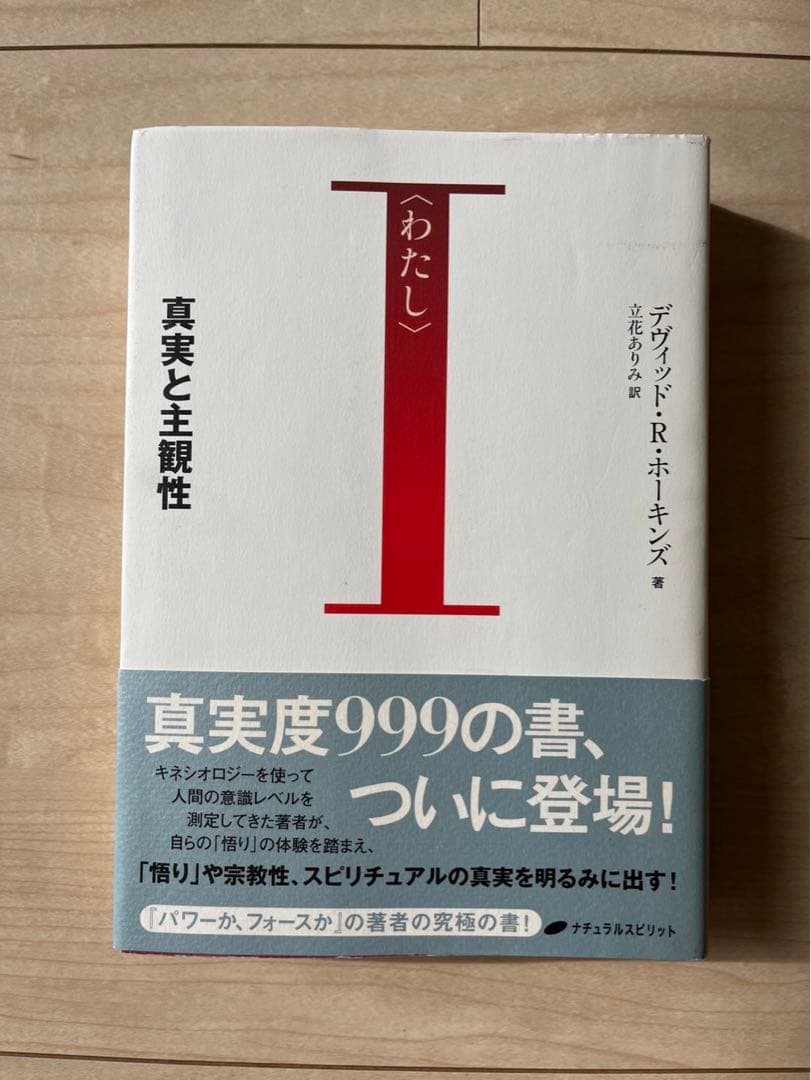 I
〈わたし〉
真実と主観性
デヴィッド・R・ホーキンズ 著
立花ありみ 訳
真実度999の書、
ついに登場!
キネシオロジーを使って
人間の意識レベルを
測定してきた著者が、
自らの「悟り」の体験を踏まえ、
「悟り」や宗教性、スピリチュアルの真実を明るみに出す!
『パワーか、フォースか』の著者の究極の書!
ナチュラルスピリット